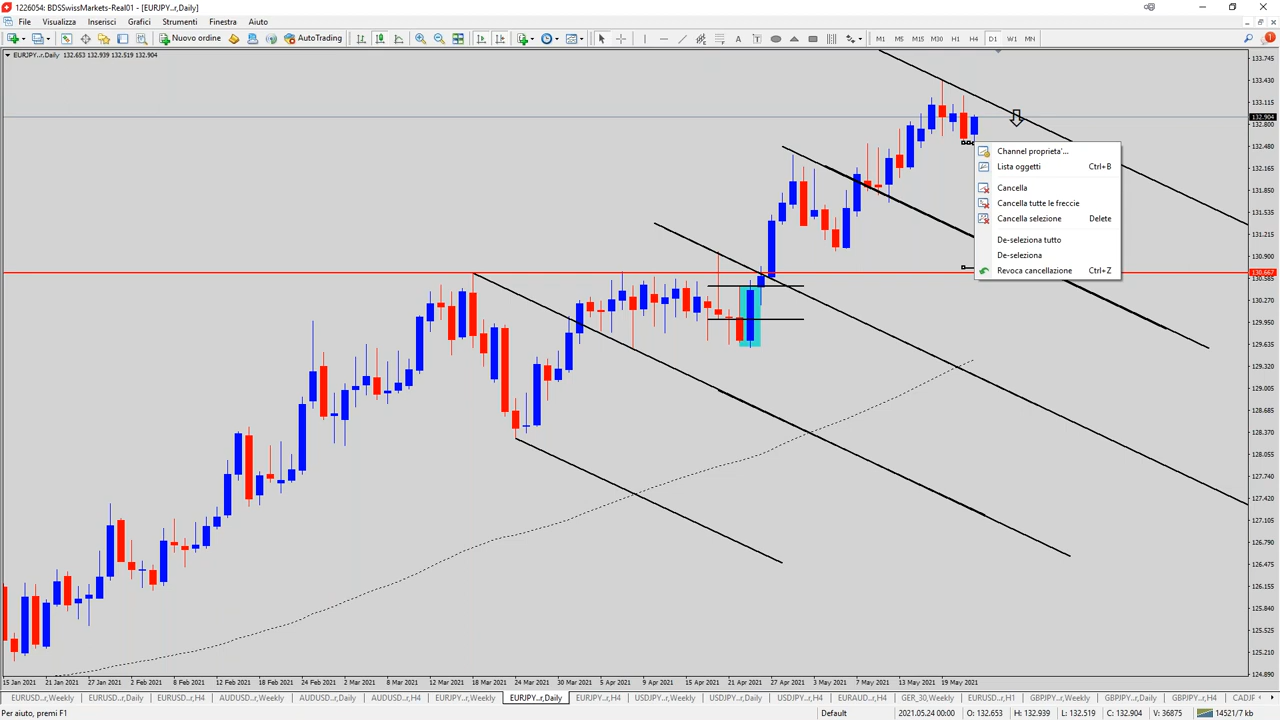 1226054: BDSSwissMarkets-Real01 - [EURJPY--r,Daily]
File Visualizza Inserisci Grafici Strumenti Finestra Aiuto
Nuovo ordine AutoTrading A T M1 M5 M15 M30 H1 H4 D1 W1 MN 1
EURJPY--r,Daily 132.653 132.939 132.519 132.904
133.745
133.430
133.115
132.904
132.800
132.480
132.165
131.850
131.535
131.215
130.900
130.667
130.585
130.270
129.950
129.635
129.320
129.005
128.685
128.370
128.055
127.740
127.420
127.105
126.790
126.475
126.155
125.840
125.525
125.210
124.890
Channel proprieta'...
Lista oggetti Ctrl+B
Cancella
Cancella tutte le freccie
Cancella selezione Delete
De-seleziona tutto
De-seleziona
Revoca cancellazione Ctrl+Z
15 Jan 2021 21 Jan 2021 27 Jan 2021 2 Feb 2021 8 Feb 2021 12 Feb 2021 18 Feb 2021 24 Feb 2021 2 Mar 2021 8 Mar 2021 12 Mar 2021 18 Mar 2021 24 Mar 2021 30 Mar 2021 5 Apr 2021 9 Apr 2021 15 Apr 2021 21 Apr 2021 27 Apr 2021 3 May 2021 7 May 2021 13 May 2021 19 May 2021
EURUSD--r,Weekly EURUSD--r,Daily EURUSD--r,H4 AUDUSD--r,Weekly AUDUSD--r,Daily AUDUSD--r,H4 EURJPY--r,Weekly EURJPY--r,Daily EURJPY--r,H4 USDJPY--r,Weekly USDJPY--r,Daily USDJPY--r,H4 EURAUD--r,H4 GER_30,Weekly EURUSD--r,H1 GBPJPY--r,Weekly GBPJPY--r,Daily GBPJPY--r,H4 CADJP
Per aiuto, premi F1 Default 2021.05.24 00:00 O: 132.653 H: 132.939 L: 132.519 C: 132.904 V: 36875 14521/7 kb